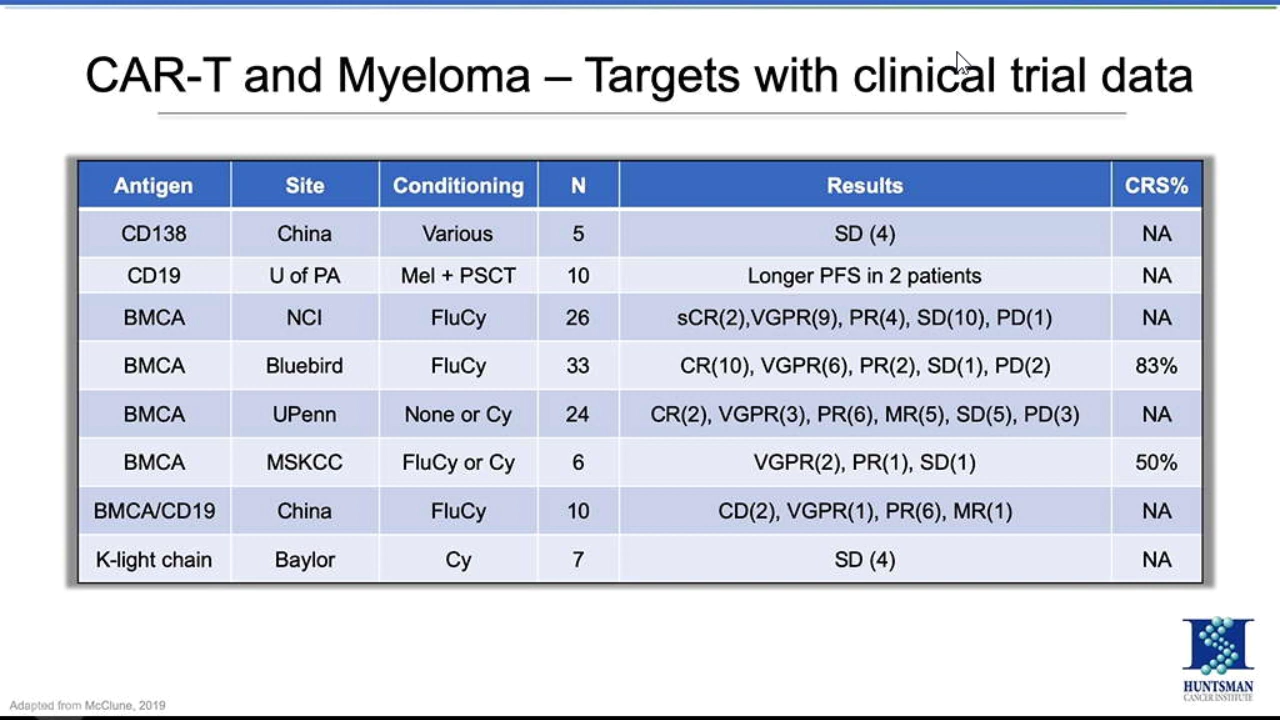 CAR-T and Myeloma – Targets with clinical trial data
Antigen Site Conditioning N Results CRS%
CD138 China Various 5 SD (4) NA
CD19 U of PA Mel + PSCT 10 Longer PFS in 2 patients NA
BMCA NCI FluCy 26 sCR(2),VGPR(9), PR(4), SD(10), PD(1) NA
BMCA Bluebird FluCy 33 CR(10), VGPR(6), PR(2), SD(1), PD(2) 83%
BMCA UPenn None or Cy 24 CR(2), VGPR(3), PR(6), MR(5), SD(5), PD(3) NA
BMCA MSKCC FluCy or Cy 6 VGPR(2), PR(1), SD(1) 50%
BMCA/CD19 China FluCy 10 CD(2), VGPR(1), PR(6), MR(1) NA
K-light chain Baylor Cy 7 SD (4) NA
HUNTSMAN
CANCER INSTITUTE
Adapted from McClune, 2019